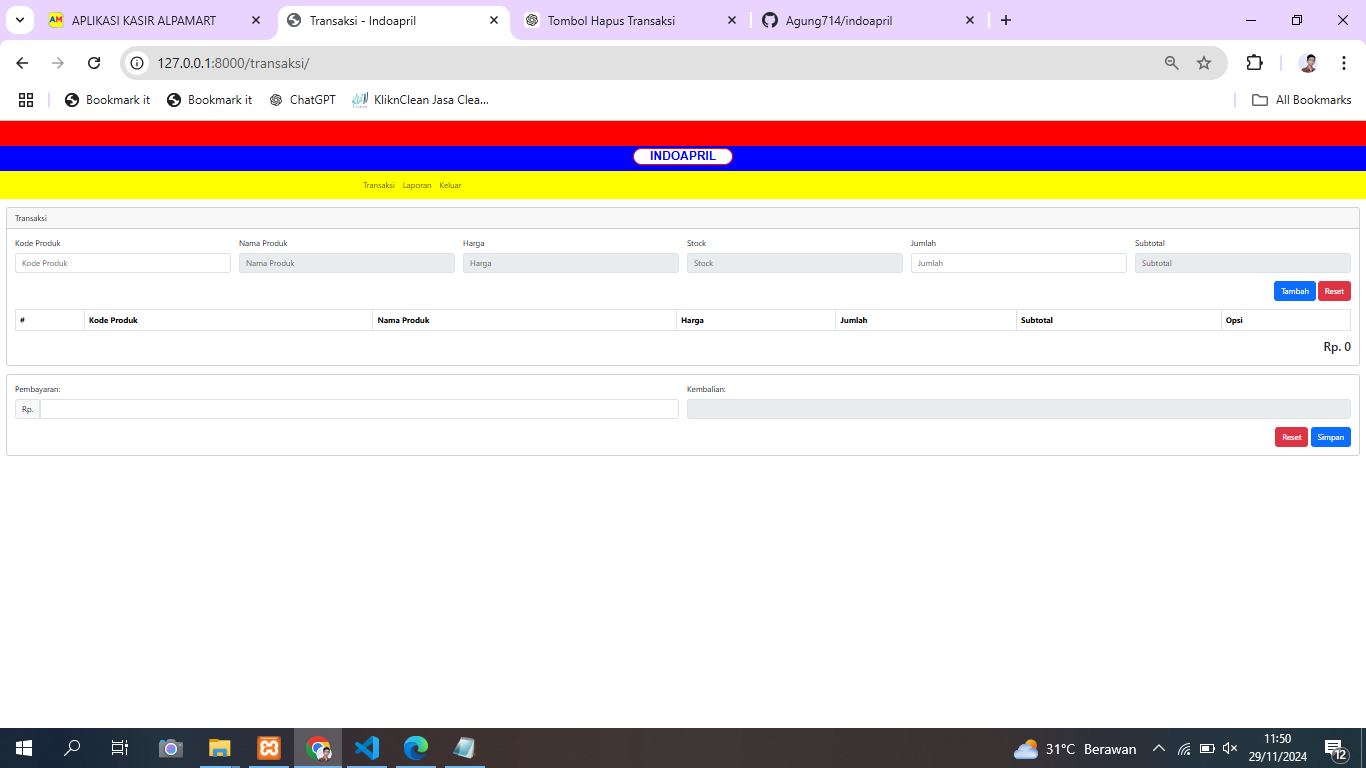 APLIKASI KASIR ALPAMART
Transaksi - Indoapril
Tombol Hapus Transaksi
Agung714/indoapril
127.0.0.1:8000/transaksi/
Bookmark it
Bookmark it
ChatGPT
KliknClean Jasa Clea...
All Bookmarks
INDOAPRIL
Transaksi Laporan Keluar
Transaksi
Kode Produk Nama Produk Harga Stock Jumlah Subtotal
Kode Produk Nama Produk Harga Stock Jumlah Subtotal
Tambah Reset
# Kode Produk Nama Produk Harga Jumlah Subtotal Opsi
Rp. 0
Pembayaran: Kembalian:
Rp.
Reset Simpan
31°C Berawan
11:50
29/11/2024
12